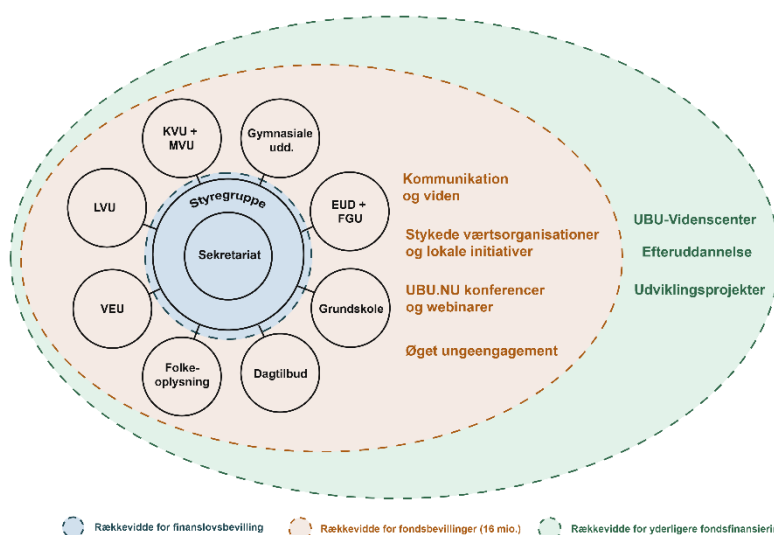 KVU +
MVU
Gymnasiale
udd.
LVU
Styregruppe
EUD +
FGU
Sekretariat
VEU
Grundskole
Folke-
oplysning
Dagtilbud
Kommunikation
og viden
Stykede værtsorganisationer
og lokale initiativer
UBU.NU konferencer
og webinarer
Øget ungeengagement
UBU-Videnscenter
Efteruddannelse
Udviklingsprojekter
Rækkevidde for finanslovsbevilling
Rækkevidde for fondsbevillinger (16 mio.)
Rækkevidde for yderligere fondsfinansierin